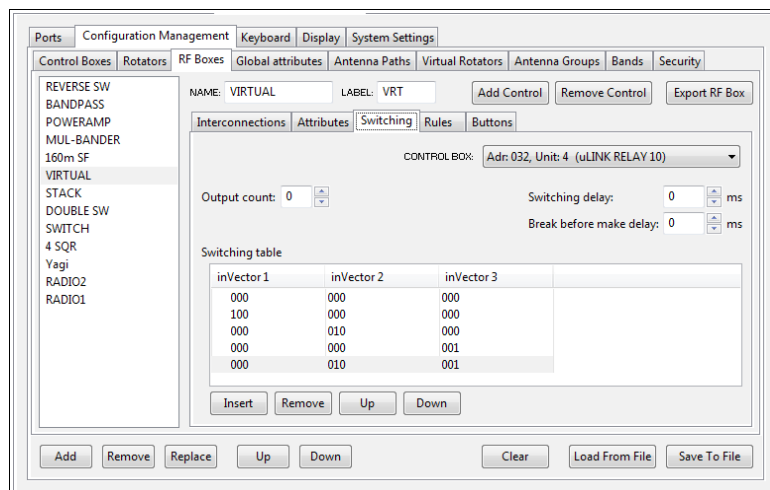 Ports Configuration Management Keyboard Display System Settings
Control Boxes Rotators RF Boxes Global attributes Antenna Paths Virtual Rotators Antenna Groups Bands Security
REVERSE SW
BANDPASS
POWERAMP
MUL-BANDER
160m SF
VIRTUAL
STACK
DOUBLE SW
SWITCH
4 SQR
Yagi
RADIO2
RADIO1
NAME: VIRTUAL LABEL: VRT Add Control Remove Control Export RF Box
Interconnections Attributes Switching Rules Buttons
CONTROL BOX: Adr: 032, Unit: 4 (uLINK RELAY 10)
Output count: 0 Switching delay: 0 ms
Break before make delay: 0 ms
Switching table
inVector 1 inVector 2 inVector 3
000 000 000
100 000 000
000 010 000
000 000 001
000 010 001
Insert Remove Up Down
Add Remove Replace Up Down Clear Load From File Save To File